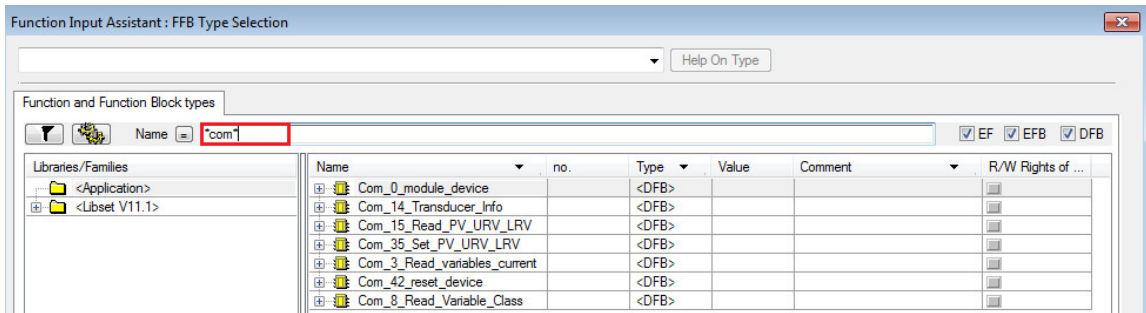 Function Input Assistant : FFB Type Selection
Help On Type
Function and Function Block types
Name = *com* EF EFB DFB
Libraries/Families Name no. Type Value Comment R/W Rights of ...
<Application> Com_0_module_device <DFB>
<Libset V11.1> Com_14_Transducer_Info <DFB>
Com_15_Read_PV_URV_LRV <DFB>
Com_35_Set_PV_URV_LRV <DFB>
Com_3_Read_variables_current <DFB>
Com_42_reset_device <DFB>
Com_8_Read_Variable_Class <DFB>